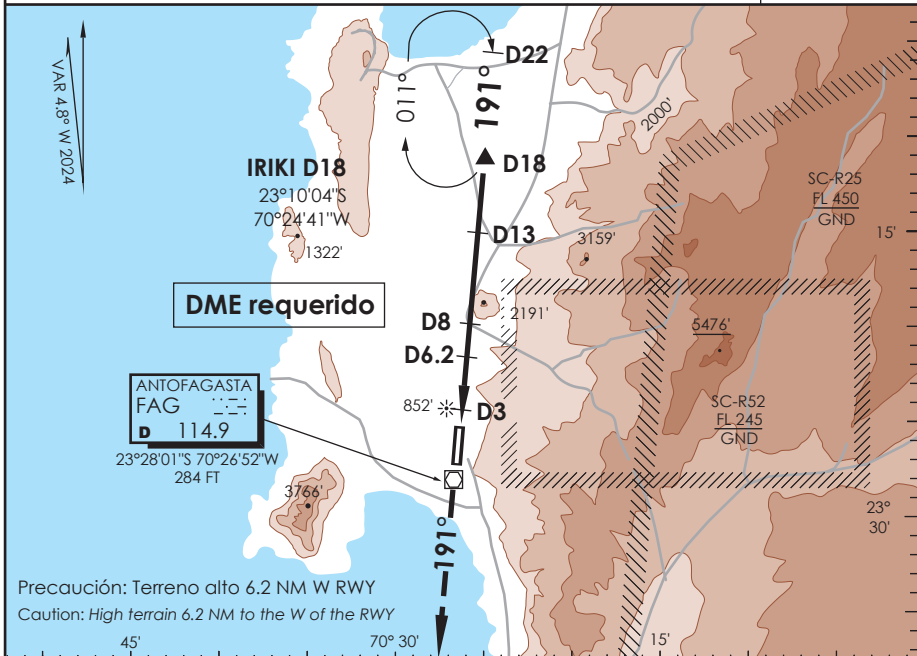 VAR 4.8° W 2024
011°
191°
D22
2000'
IRIKI D18
23°10'04"S
70°24'41"W
D18
SC-R25
FL 450
GND
1322'
D13
3159'
15'
DME requerido
2191'
D8
D6.2
5476'
ANTOFAGASTA
FAG
D 114.9
23°28'01"S 70°26'52"W
284 FT
852'
D3
SC-R52
FL 245
GND
3766'
23°
30'
191°
Precaución: Terreno alto 6.2 NM W RWY
Caution: High terrain 6.2 NM to the W of the RWY
45'
70° 30'
15'